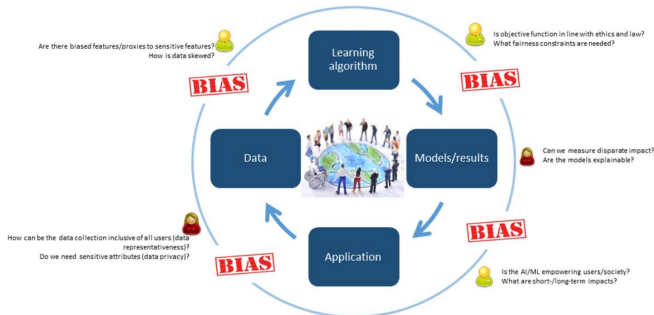 Are there biased features/proxies to sensitive features?
How is data skewed?
Is objective function in line with ethics and law?
What fairness constraints are needed?
Learning
algorithm
BIAS
BIAS
Data
Models/results
Can we measure disparate impact?
Are the models explainable?
How can be the data collection inclusive of all users (data
representativeness)?
Do we need sensitive attributes (data privacy)?
BIAS
Application
BIAS
Is the AI/ML empowering users/society?
What are short-/long-term impacts?